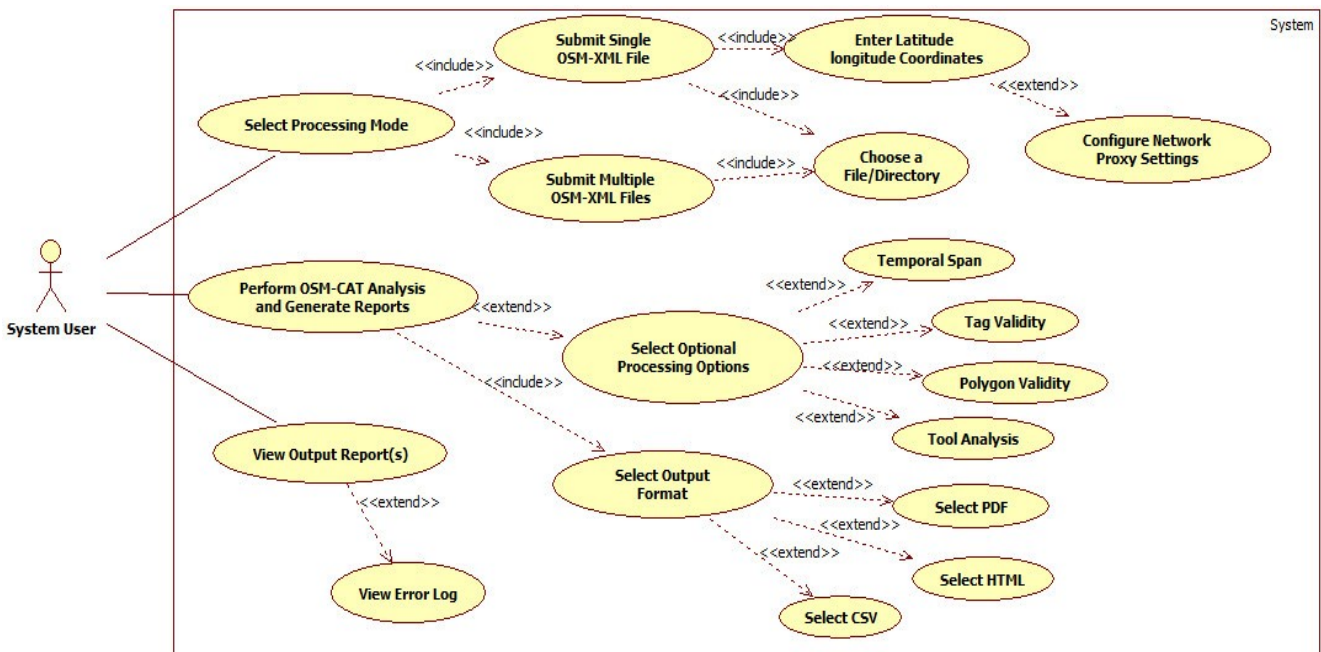 System
Submit Single
OSM-XML File
<<include>>
Enter Latitude
longitude Coordinates
<<include>>
<<extend>>
<<include>>
Select Processing Mode
<<include>>
Configure Network
Proxy Settings
Choose a
File/Directory
<<include>>
Submit Multiple
OSM-XML Files
System User
Perform OSM-CAT Analysis
and Generate Reports
<<extend>>
Temporal Span
<<extend>>
Tag Validity
<<extend>>
Select Optional
Processing Options
<<extend>>
Polygon Validity
<<include>>
<<extend>>
Tool Analysis
View Output Report(s)
<<extend>>
Select Output
Format
<<extend>>
Select PDF
<<extend>>
<<extend>>
Select HTML
View Error Log
Select CSV